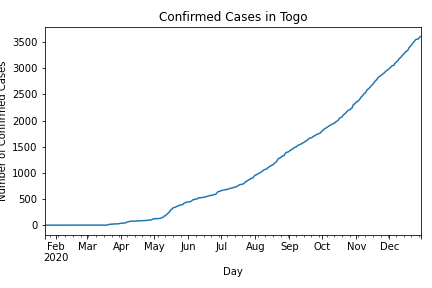 Confirmed Cases in Togo
Number of Confirmed Cases
3500
3000
2500
2000
1500
1000
500
0
Feb Mar Apr May Jun Jul Aug Sep Oct Nov Dec
2020
Day